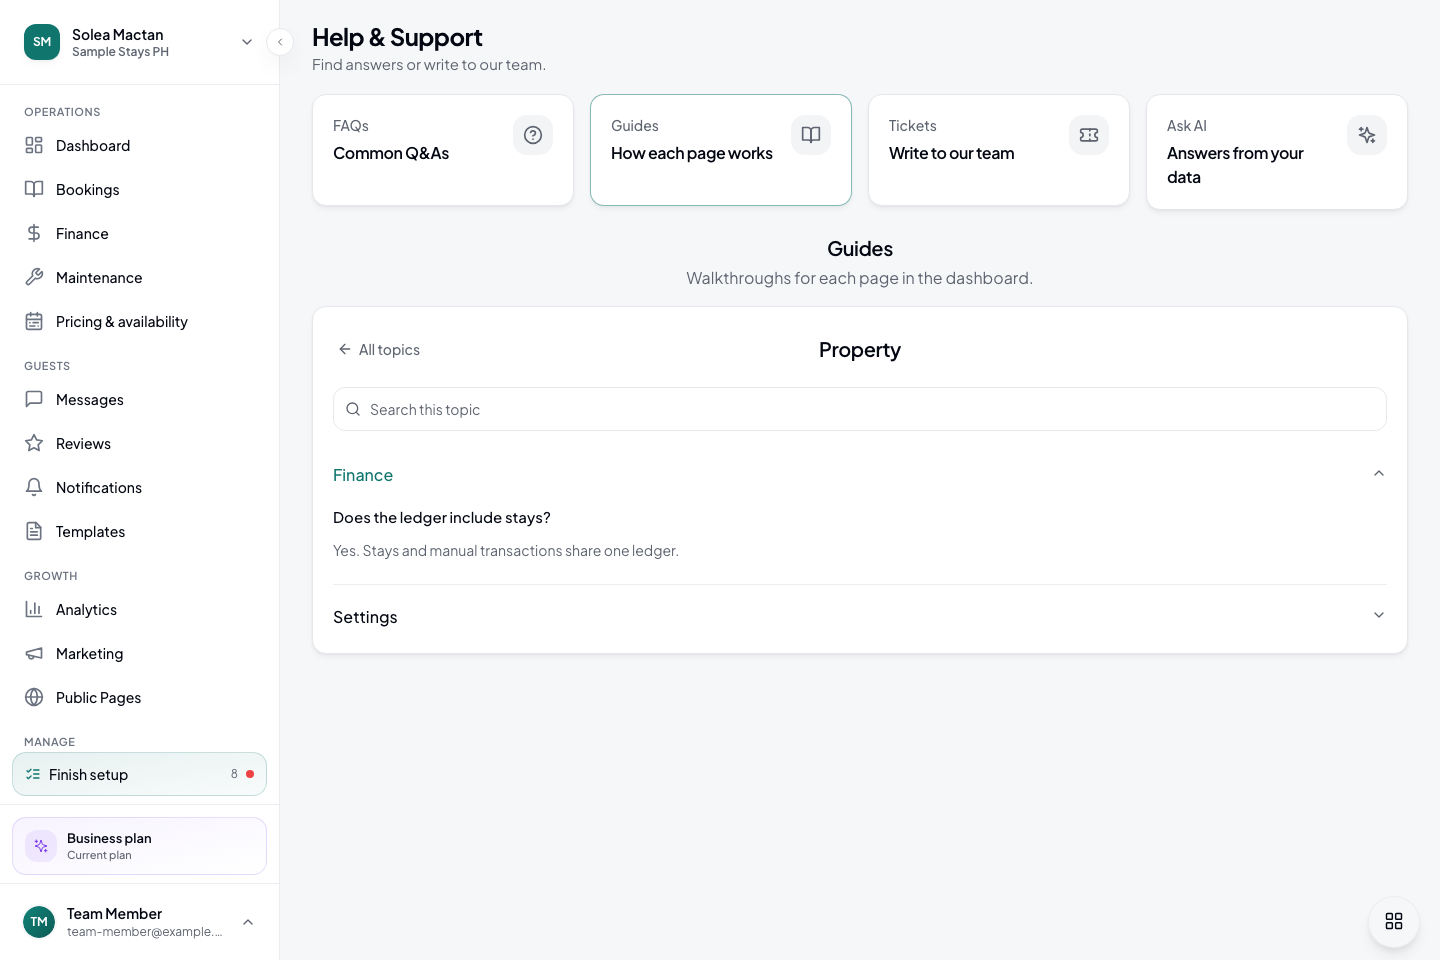 SM
Solea Mactan
Sample Stays PH
OPERATIONS
Dashboard
Bookings
Finance
Maintenance
Pricing & availability
GUESTS
Messages
Reviews
Notifications
Templates
GROWTH
Analytics
Marketing
Public Pages
MANAGE
Finish setup
8
Business plan
Current plan
TM
Team Member
team-member@example....
Help & Support
Find answers or write to our team.
FAQs
Common Q&As
Guides
How each page works
Tickets
Write to our team
Ask AI
Answers from your
data
Guides
Walkthroughs for each page in the dashboard.
All topics
Property
Search this topic
Finance
Does the ledger include stays?
Yes. Stays and manual transactions share one ledger.
Settings